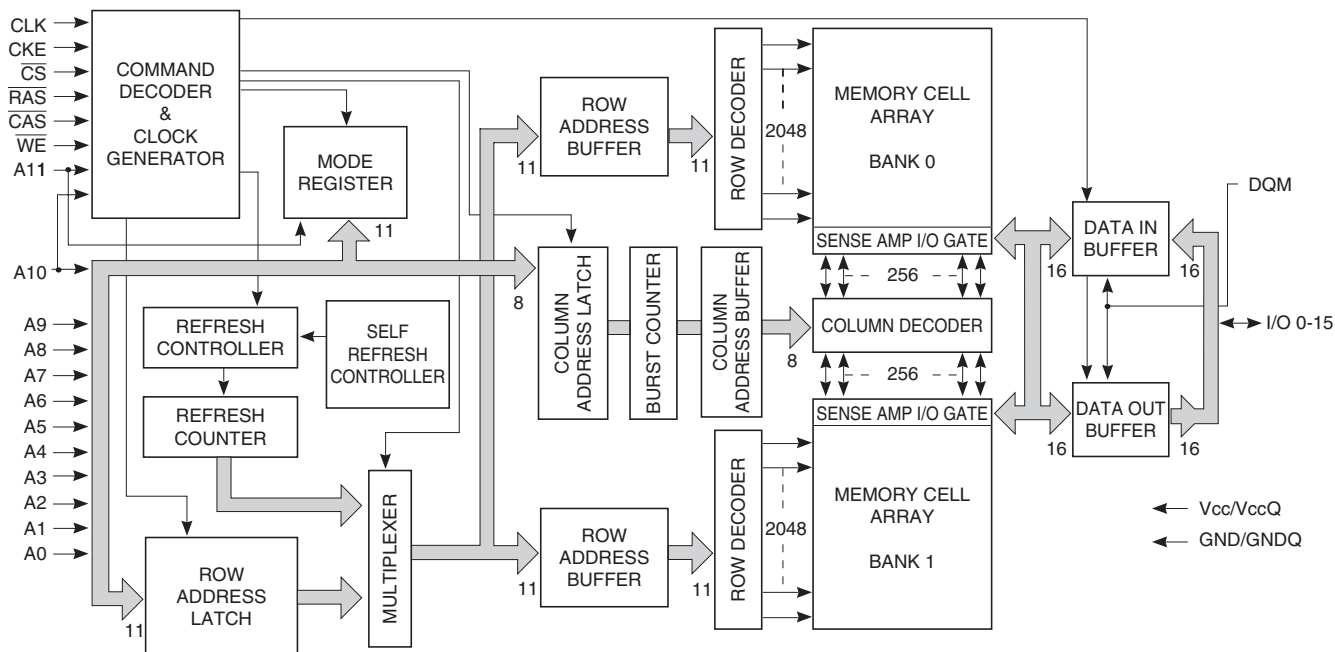 CLK
CKE
CS
RAS
CAS
WE
A11
A10
A9
A8
A7
A6
A5
A4
A3
A2
A1
A0
COMMAND
DECODER
&
CLOCK
GENERATOR
MODE
REGISTER
11
REFRESH
CONTROLLER
SELF
REFRESH
CONTROLLER
REFRESH
COUNTER
ROW
ADDRESS
LATCH
11
MULTIPLEXER
ROW
ADDRESS
BUFFER
11
11
ROW DECODER
2048
MEMORY CELL
ARRAY
BANK 0
SENSE AMP I/O GATE
256
COLUMN
ADDRESS LATCH
8
BURST COUNTER
COLUMN
ADDRESS BUFFER
8
COLUMN DECODER
256
SENSE AMP I/O GATE
MEMORY CELL
ARRAY
BANK 1
ROW
ADDRESS
BUFFER
11
11
ROW DECODER
2048
DATA IN
BUFFER
16
16
DQM
I/O 0-15
DATA OUT
BUFFER
16
16
Vcc/VccQ
GND/GNDQ